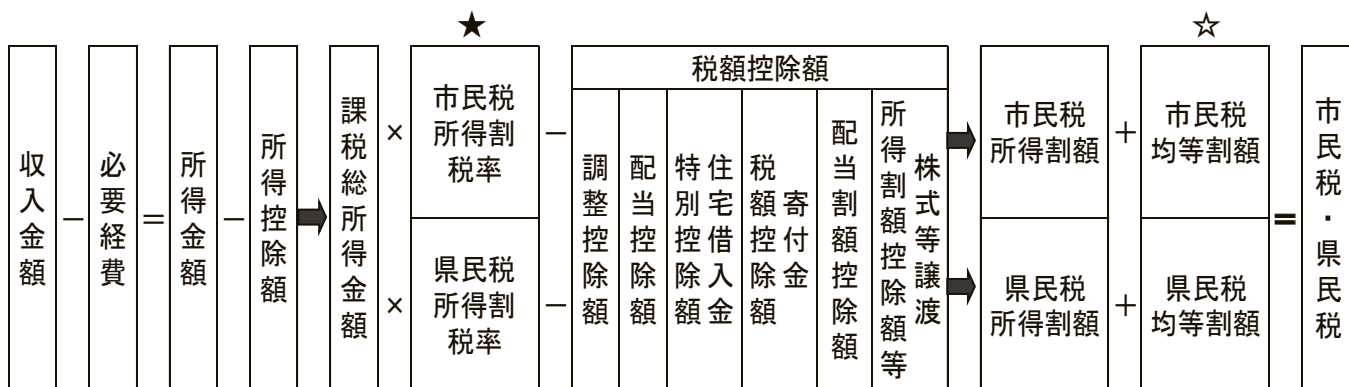 ★
☆
収入金額
−
必要経費
=
所得金額
−
所得控除額
課税総所得金額
×
市民税
所得割
税率
−
×
県民税
所得割
税率
−
税額控除額
調整控除額
配当控除額
住宅借入金
特別控除額
寄付金
税額控除額
配当割額控除額
株式等譲渡
所得割額控除額等
市民税
所得割額
+
市民税
均等割額
県民税
所得割額
+
県民税
均等割額
=
市民税・県民税